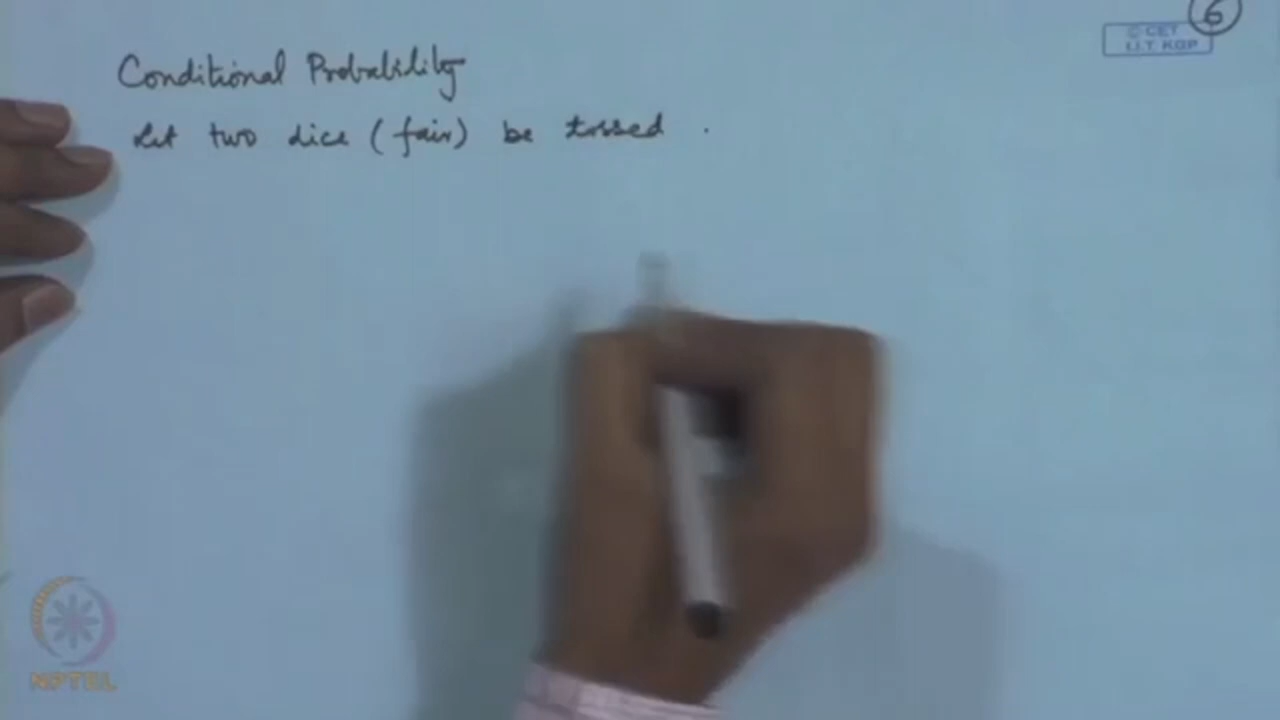 6
© CET
I.I.T. KGP
Conditional Probability
Let two dice (fair) be tossed .
NPTEL